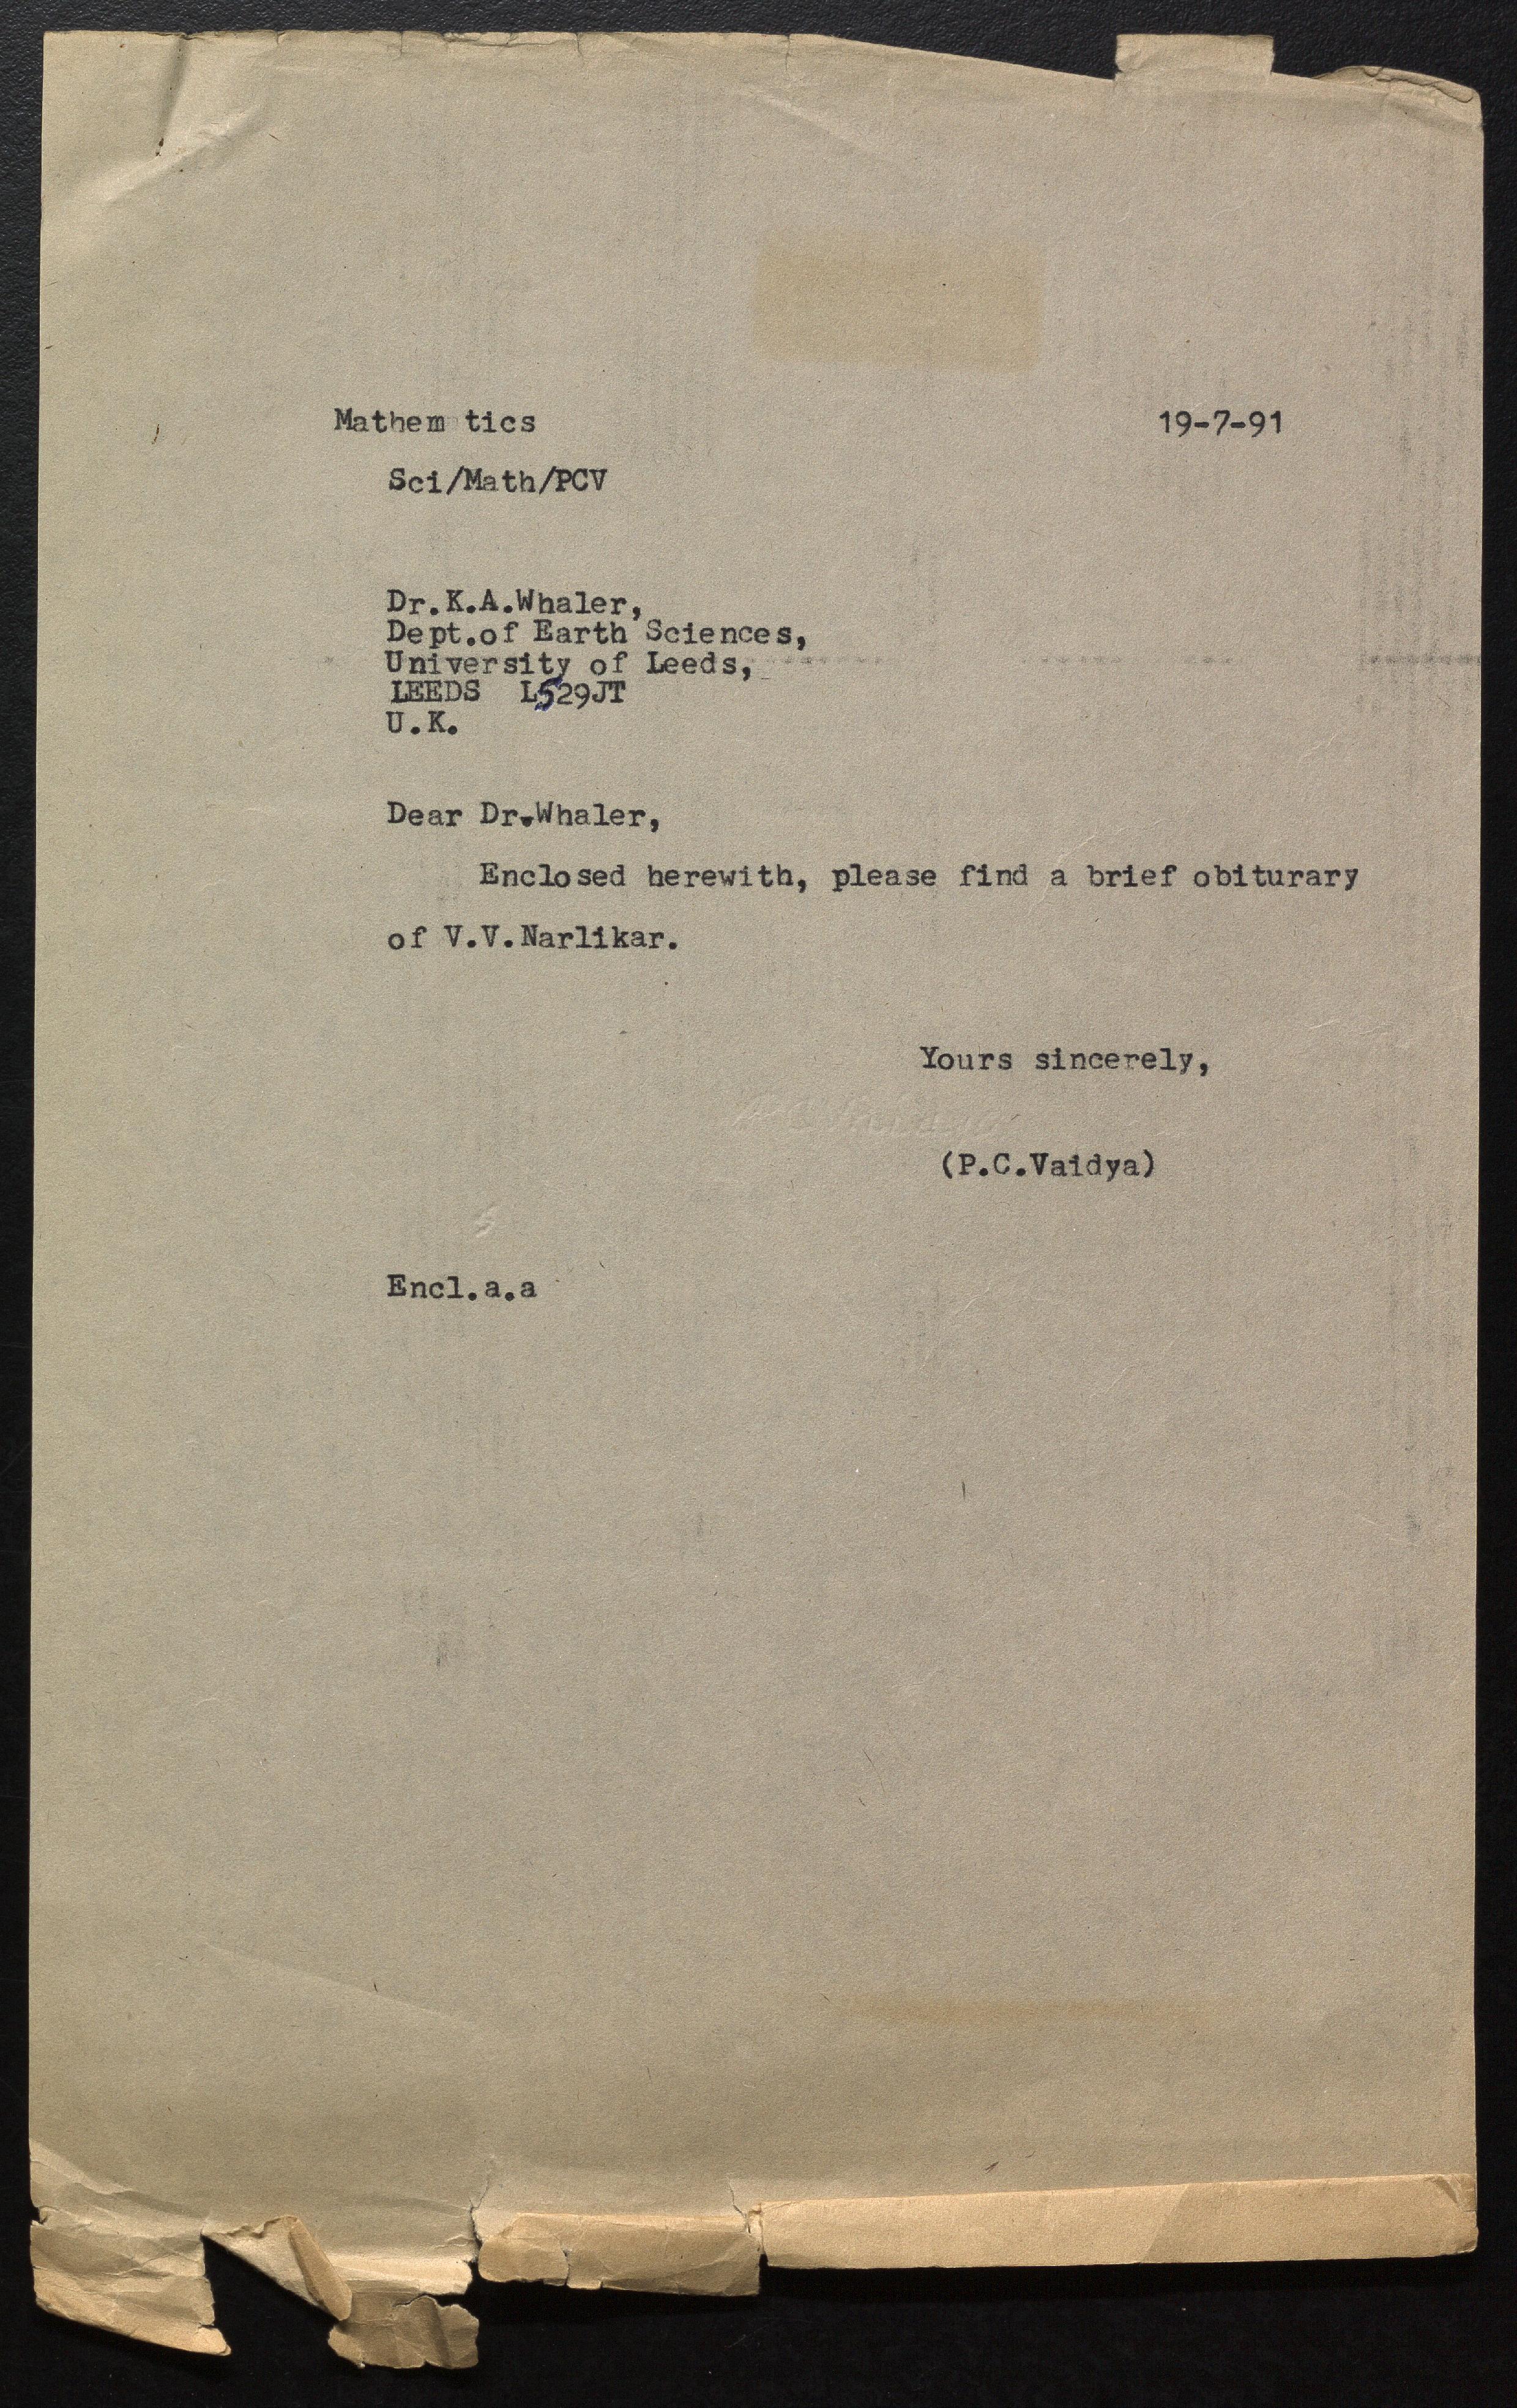 Mathem tics 19-7-91
Sci/Math/PCV
Dr.K.A.Whaler,
Dept.of Earth Sciences,
University of Leeds,
LEEDS L529JT
U.K.
Dear Dr.Whaler,
Enclosed herewith, please find a brief obiturary
of V.V.Narlikar.
Yours sincerely,
(P.C.Vaidya)
Encl.a.a